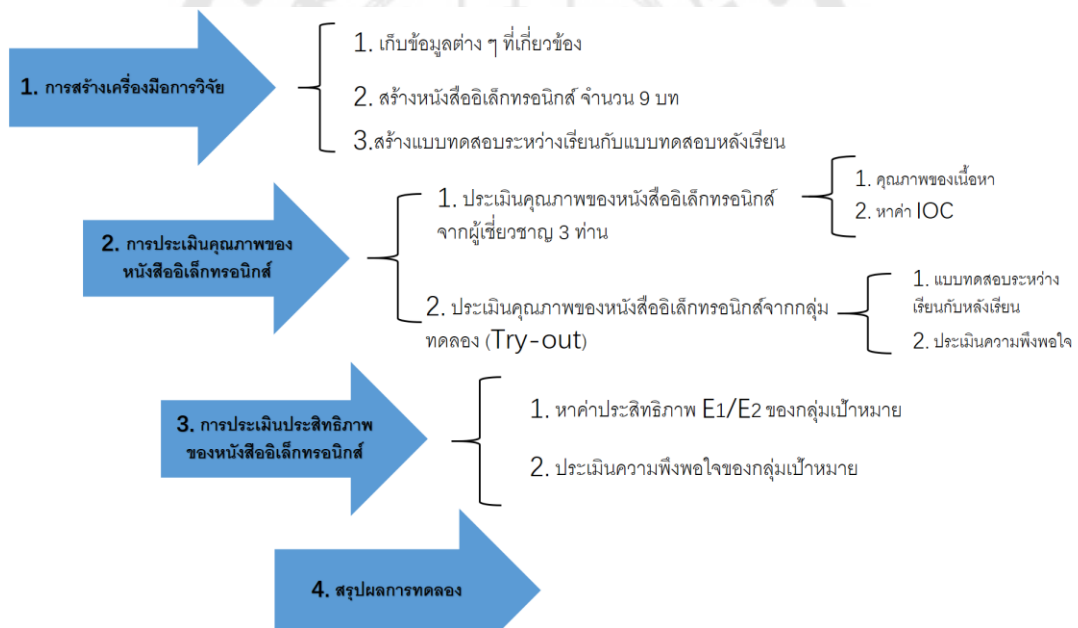 1. การสร้างเครื่องมือการวิจัย
1. เก็บข้อมูลต่าง ๆ ที่เกี่ยวข้อง
2. สร้างหนังสืออิเล็กทรอนิกส์ จำนวน 9 บท
3.สร้างแบบทดสอบระหว่างเรียนกับแบบทดสอบหลังเรียน
2. การประเมินคุณภาพของ
หนังสืออิเล็กทรอนิกส์
1. ประเมินคุณภาพของหนังสืออิเล็กทรอนิกส์
จากผู้เชี่ยวชาญ 3 ท่าน
1. คุณภาพของเนื้อหา
2. หาค่า IOC
2. ประเมินคุณภาพของหนังสืออิเล็กทรอนิกส์จากกลุ่ม
ทดลอง (Try-out)
1. แบบทดสอบระหว่าง
เรียนกับหลังเรียน
2. ประเมินความพึงพอใจ
3. การประเมินประสิทธิภาพ
ของหนังสืออิเล็กทรอนิกส์
1. หาค่าประสิทธิภาพ E1/E2 ของกลุ่มเป้าหมาย
2. ประเมินความพึงพอใจของกลุ่มเป้าหมาย
4. สรุปผลการทดลอง